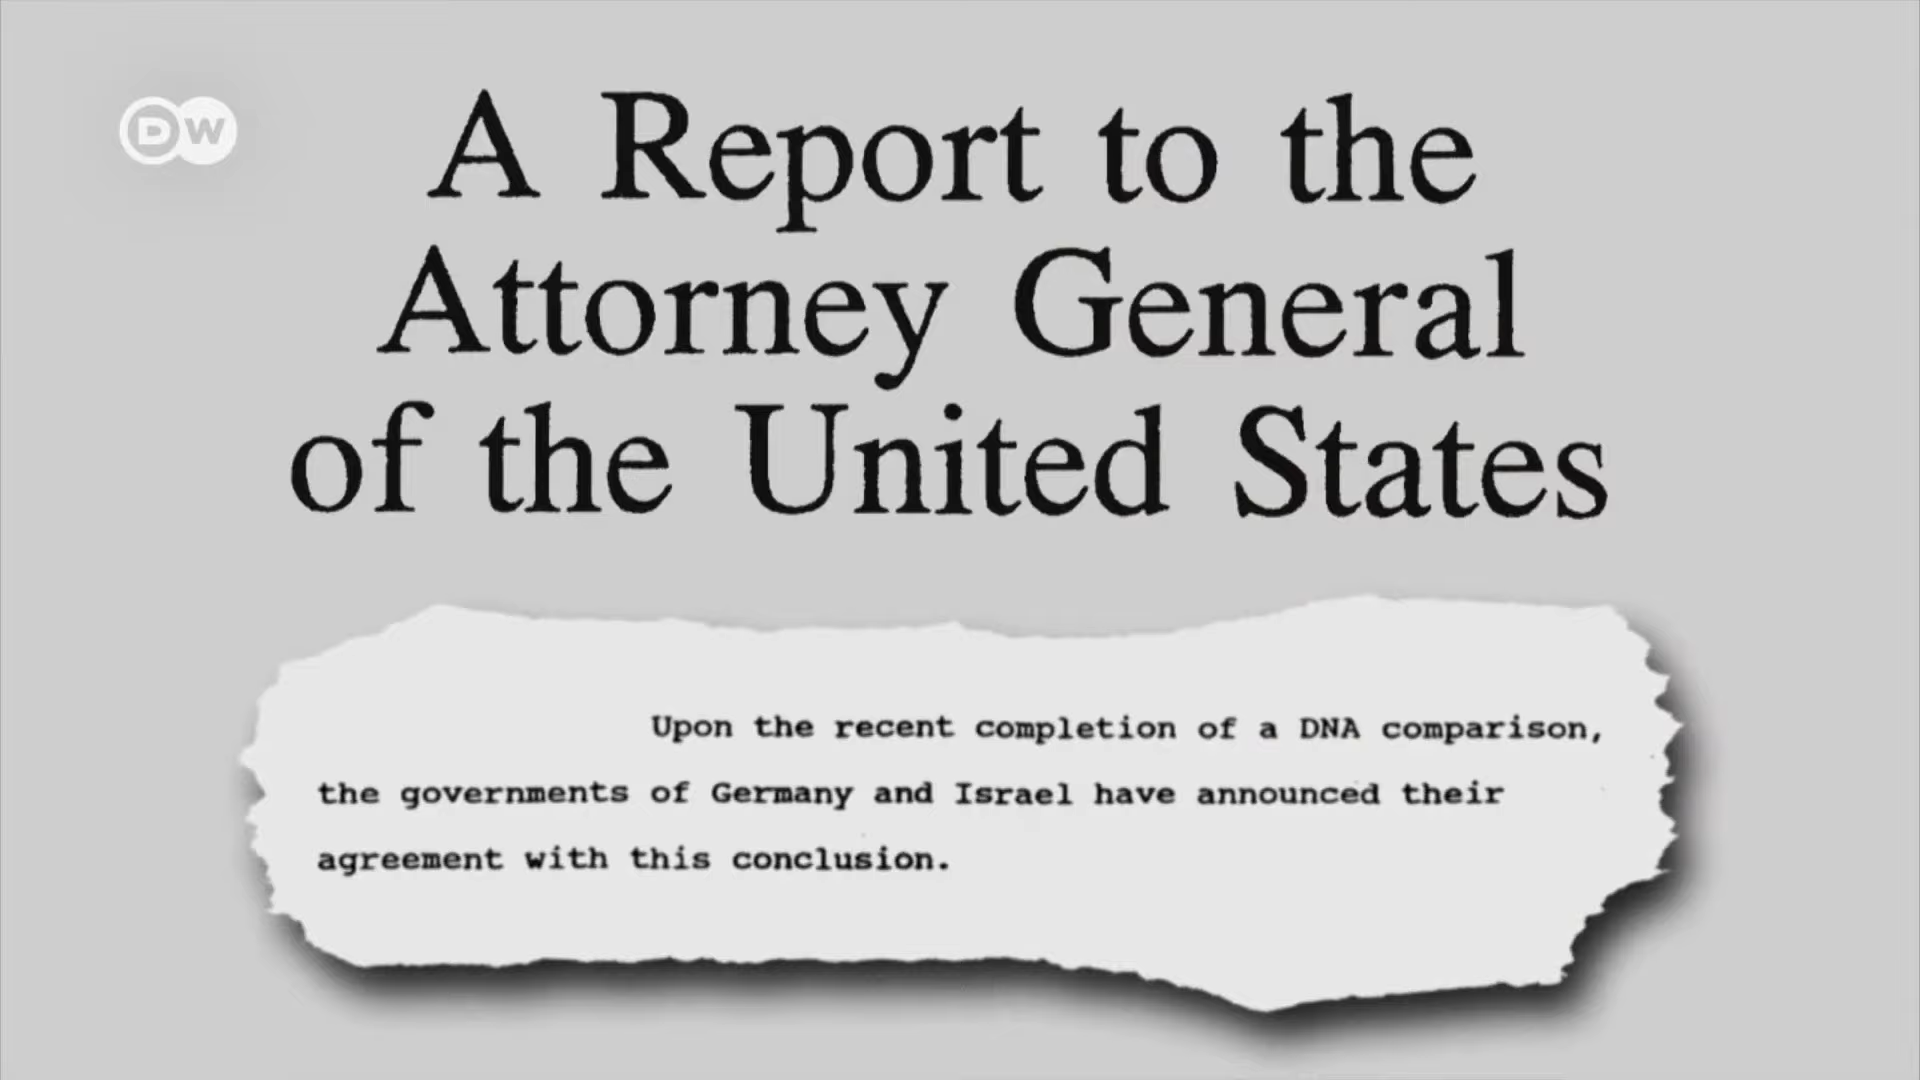 DW
A Report to the
Attorney General
of the United States
Upon the recent completion of a DNA comparison,
the governments of Germany and Israel have announced their
agreement with this conclusion.